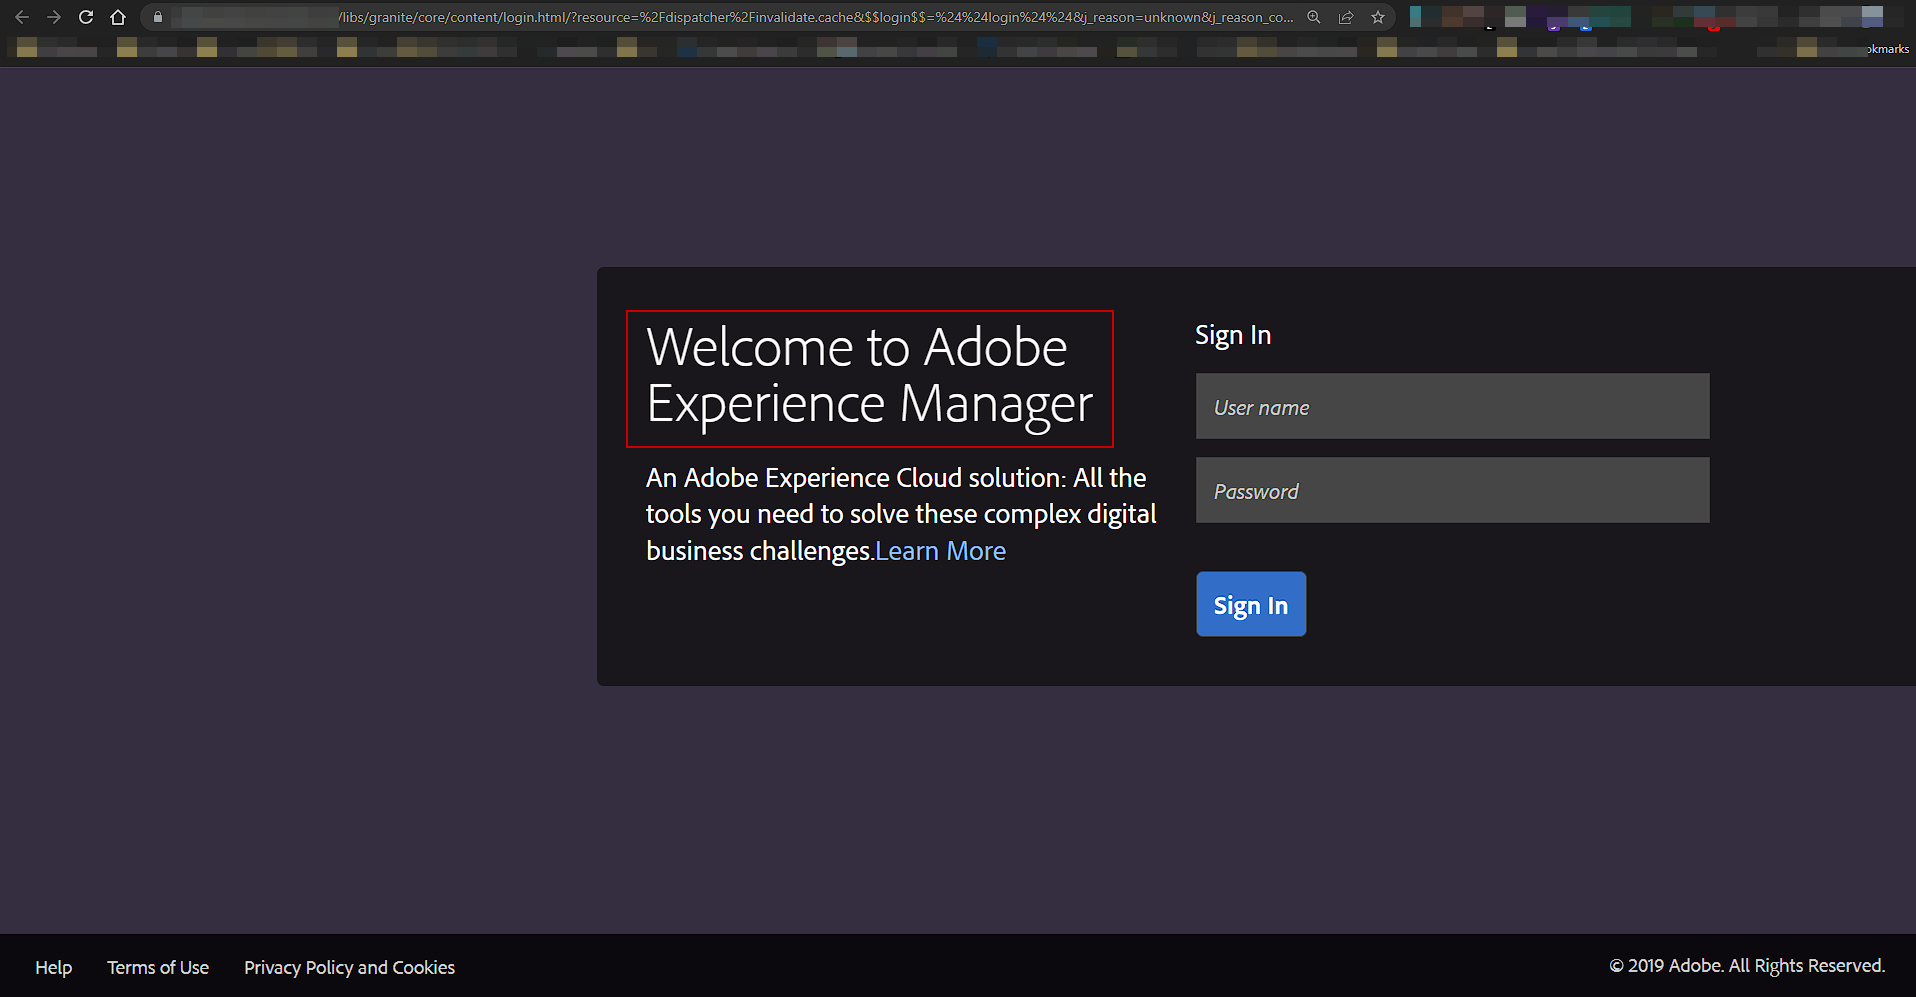 /libs/granite/core/content/login.html/?resource=%2Fdispatcher%2Finvalidate.cache&$$login$$=%24%24login%24%24&j_reason=unknown&j_reason_co...
okmarks
Welcome to Adobe
Experience Manager
An Adobe Experience Cloud solution: All the
tools you need to solve these complex digital
business challenges.Learn More
Sign In
User name
Password
Sign In
Help
Terms of Use
Privacy Policy and Cookies
© 2019 Adobe. All Rights Reserved.